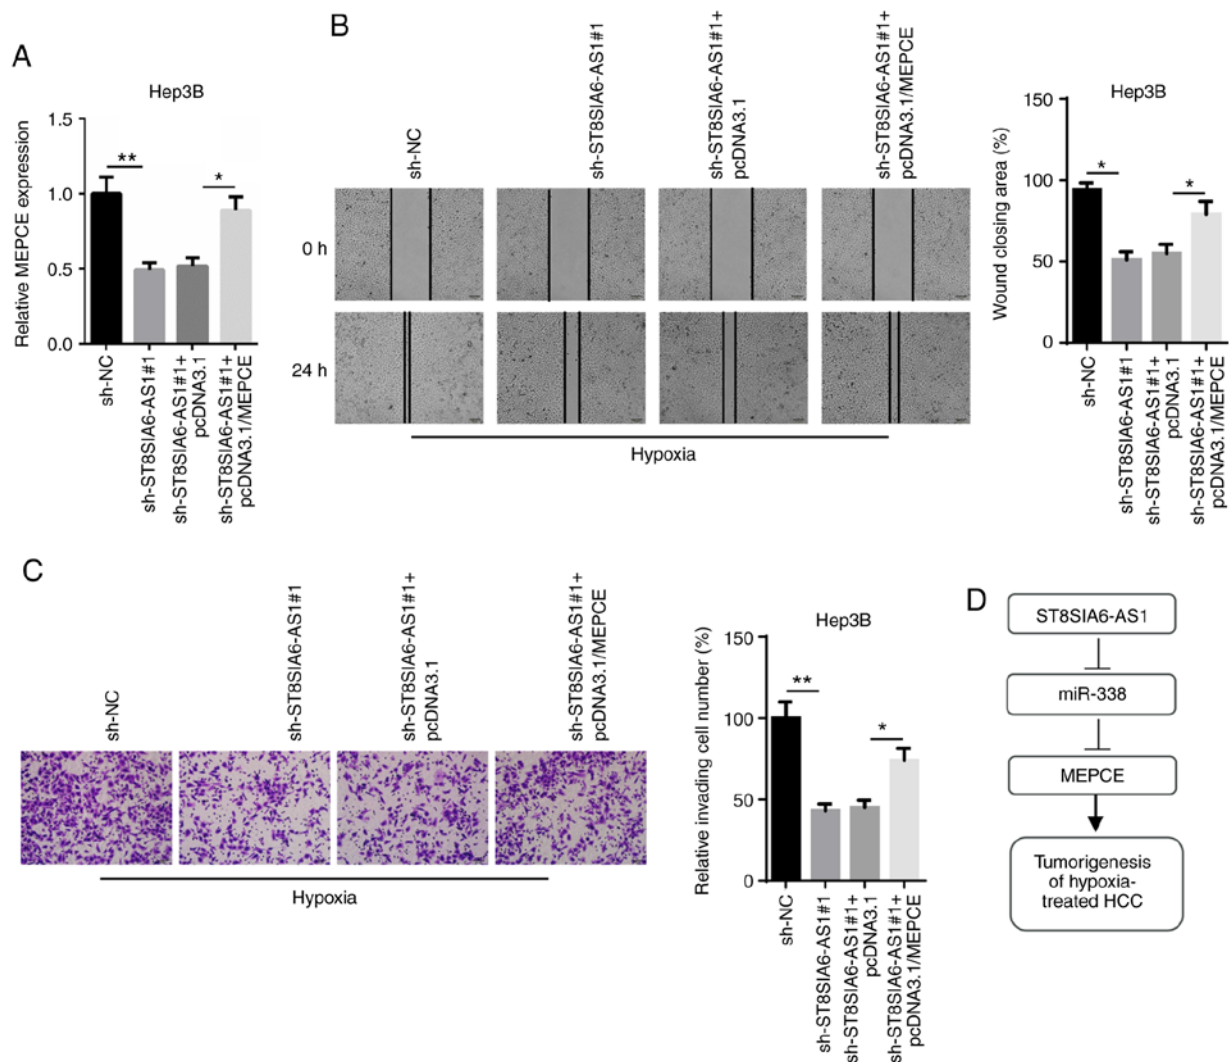 A
Hep3B
Relative MEPCE expression
1.5
1.0
0.5
0.0
**
*
sh-NC
sh-ST8SIA6-AS1#1
sh-ST8SIA6-AS1#1+
pcDNA3.1
sh-ST8SIA6-AS1#1+
pcDNA3.1/MEPCE
B
sh-NC
sh-ST8SIA6-AS1#1
sh-ST8SIA6-AS1#1+
pcDNA3.1
sh-ST8SIA6-AS1#1+
pcDNA3.1/MEPCE
0 h
24 h
Hypoxia
Hep3B
Wound closing area (%)
150
100
50
0
*
*
sh-NC
sh-ST8SIA6-AS1#1
sh-ST8SIA6-AS1#1+
pcDNA3.1
sh-ST8SIA6-AS1#1+
pcDNA3.1/MEPCE
C
sh-NC
sh-ST8SIA6-AS1#1
sh-ST8SIA6-AS1#1+
pcDNA3.1
sh-ST8SIA6-AS1#1+
pcDNA3.1/MEPCE
Hypoxia
Hep3B
Relative invading cell number (%)
150
100
50
0
**
*
sh-NC
sh-ST8SIA6-AS1#1
sh-ST8SIA6-AS1#1+
pcDNA3.1
sh-ST8SIA6-AS1#1+
pcDNA3.1/MEPCE
D
ST8SIA6-AS1
miR-338
MEPCE
Tumorigenesis
of hypoxia-
treated HCC